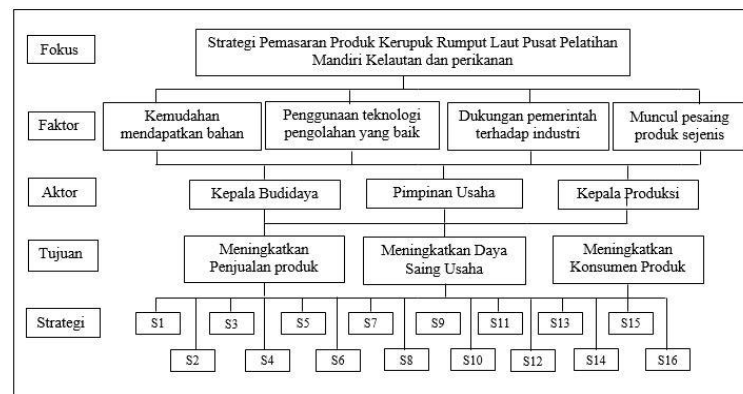 Fokus
Strategi Pemasaran Produk Kerupuk Rumput Laut Pusat Pelatihan
Mandiri Kelautan dan perikanan
Faktor
Kemudahan
mendapatkan bahan
Penggunaan teknologi
pengolahan yang baik
Dukungan pemerintah
terhadap industri
Muncul pesaing
produk sejenis
Aktor
Kepala Budidaya
Pimpinan Usaha
Kepala Produksi
Tujuan
Meningkatkan
Penjualan produk
Meningkatkan Daya
Saing Usaha
Meningkatkan
Konsumen Produk
Strategi
S1
S3
S5
S7
S9
S11
S13
S15
S2
S4
S6
S8
S10
S12
S14
S16